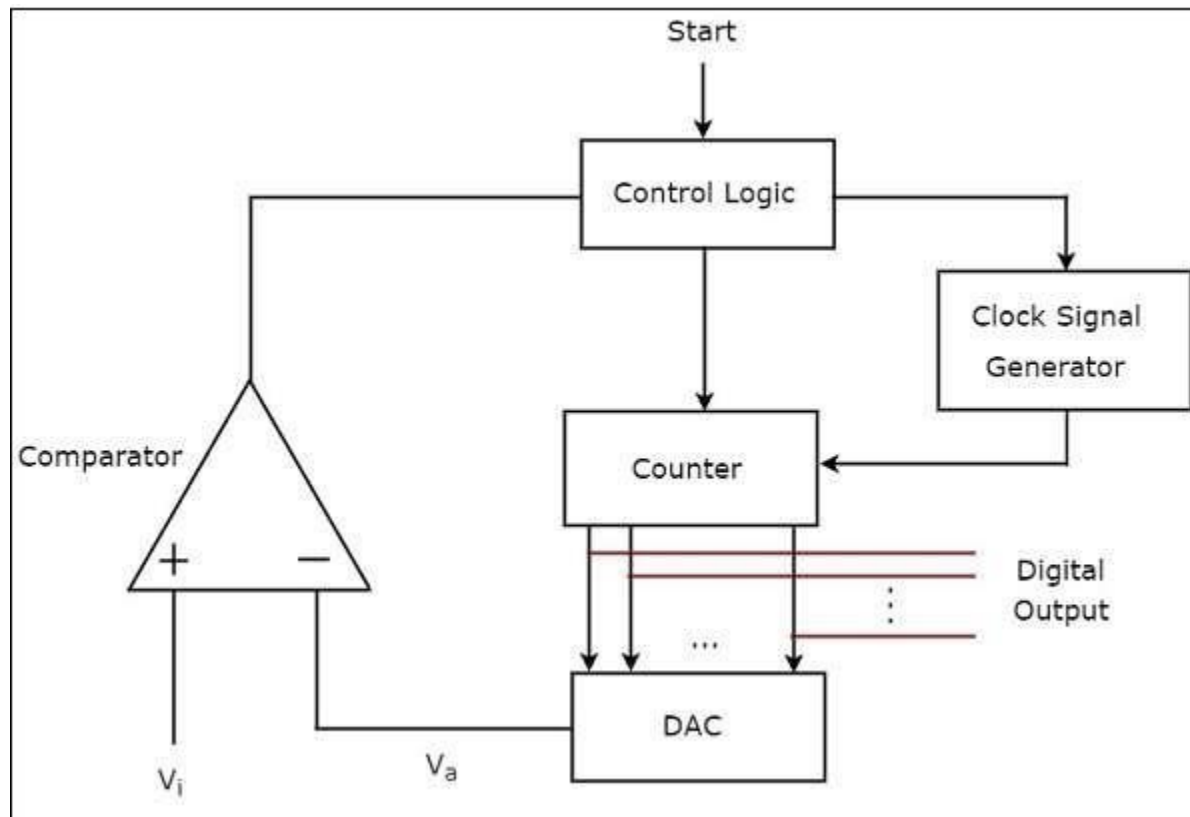 Start
Control Logic
Clock Signal
Generator
Comparator
Counter
+ −
Digital
Output
⋮
...
DAC
Vₐ
Vᵢ